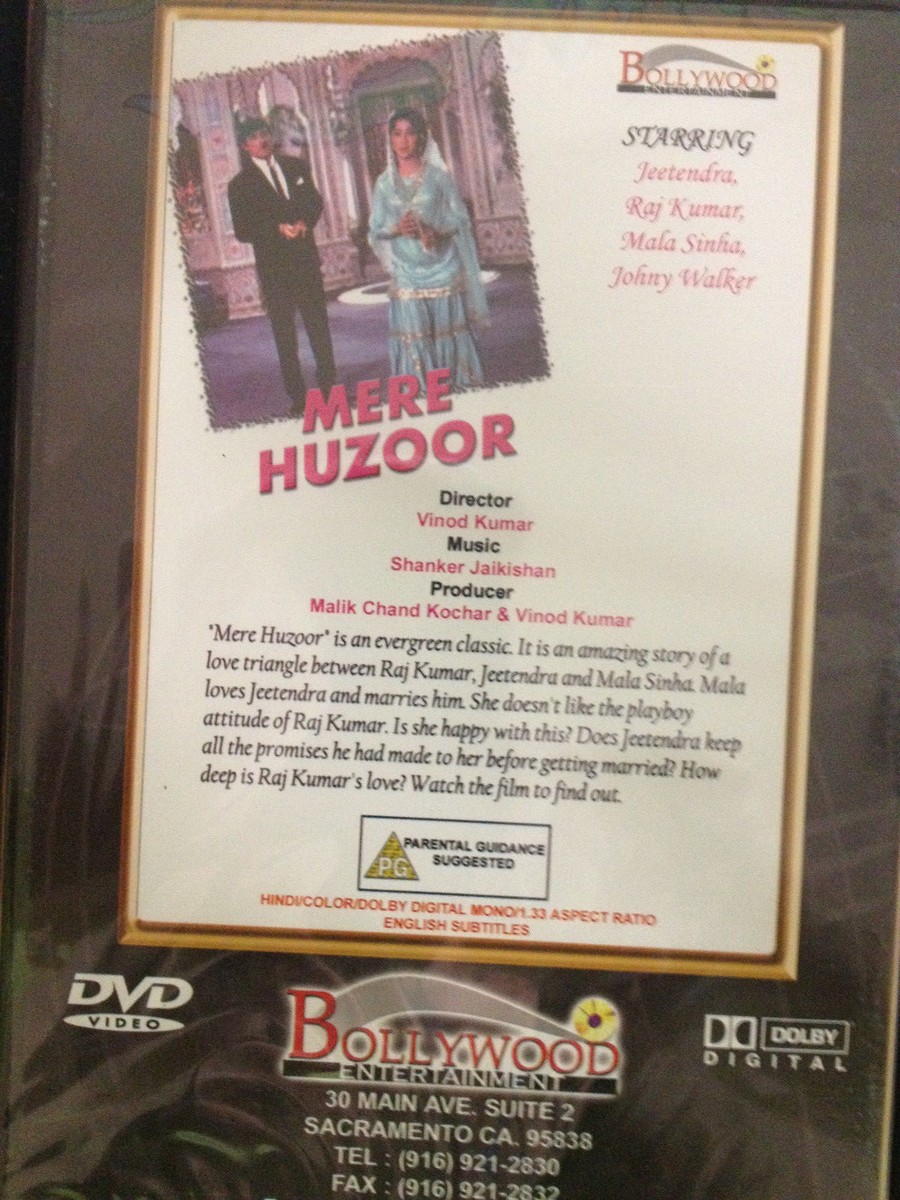 BOLLYWOOD
ENTERTAINMENT
STARRING
Jeetendra,
Raj Kumar,
Mala Sinha,
Johny Walker
MERE
HUZOOR
Director
Vinod Kumar
Music
Shanker Jaikishan
Producer
Malik Chand Kochar & Vinod Kumar
"Mere Huzoor" is an evergreen classic. It is an amazing story of a
love triangle between Raj Kumar, Jeetendra and Mala Sinha. Mala
loves Jeetendra and marries him. She doesn't like the playboy
attitude of Raj Kumar. Is she happy with this? Does Jeetendra keep
all the promises he had made to her before getting married? How
deep is Raj Kumar's love? Watch the film to find out.
PG
PARENTAL GUIDANCE
SUGGESTED
HINDI/COLOR/DOLBY DIGITAL MONO/1.33 ASPECT RATIO
ENGLISH SUBTITLES
DVD
VIDEO
BOLLYWOOD
ENTERTAINMENT
DOLBY
DIGITAL
30 MAIN AVE. SUITE 2
SACRAMENTO CA. 95838
TEL : (916) 921-2830
FAX : (916) 921-2832